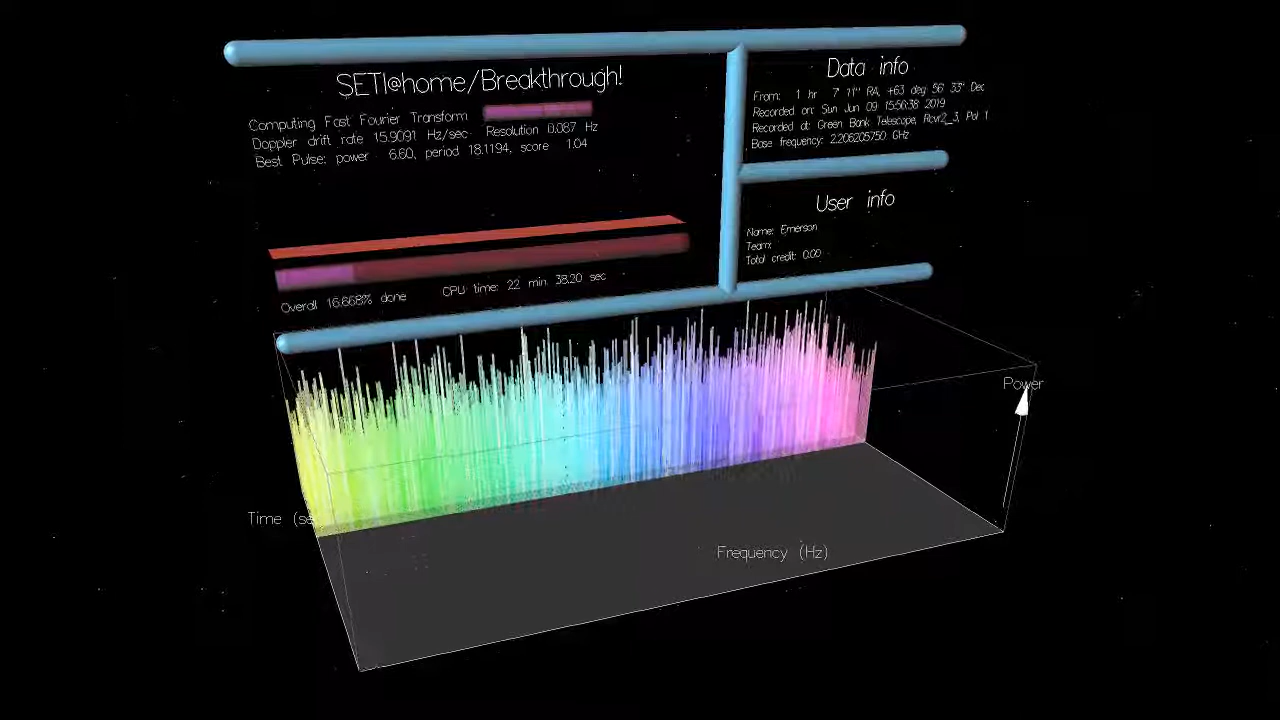 SETI@home/Breakthrough!
Computing Fast Fourier Transform
Doppler drift rate 15.9091 Hz/sec Resolution 0.087 Hz
Best Pulse: power 6.60, period 18.1194, score 1.04
Overall 16.668% done CPU time: 22 min 38.20 sec
Data info
From: 1 hr 7' 11" RA, +63 deg 56' 33" Dec
Recorded on: Sun Jun 09 15:56:38 2019
Recorded at: Green Bank Telescope, Rcvr2_3, Pol 1
Base frequency: 2.206205750 GHz
User info
Name: Emerson
Team:
Total credit: 0.00
Power
Time (se
Frequency (Hz)